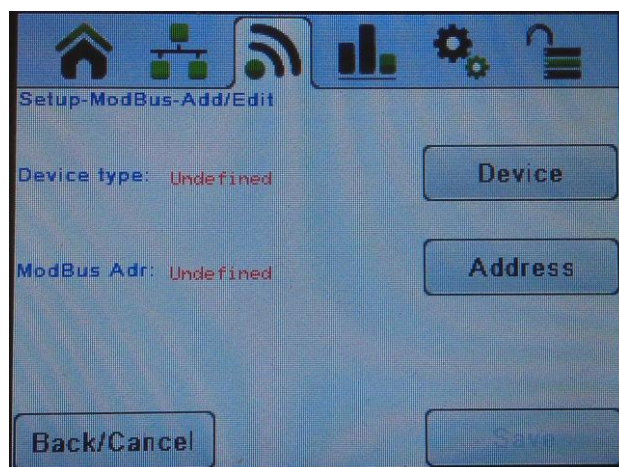 Setup-ModBus-Add/Edit
Device type: Undefined
Device
ModBus Adr: Undefined
Address
Back/Cancel
Save